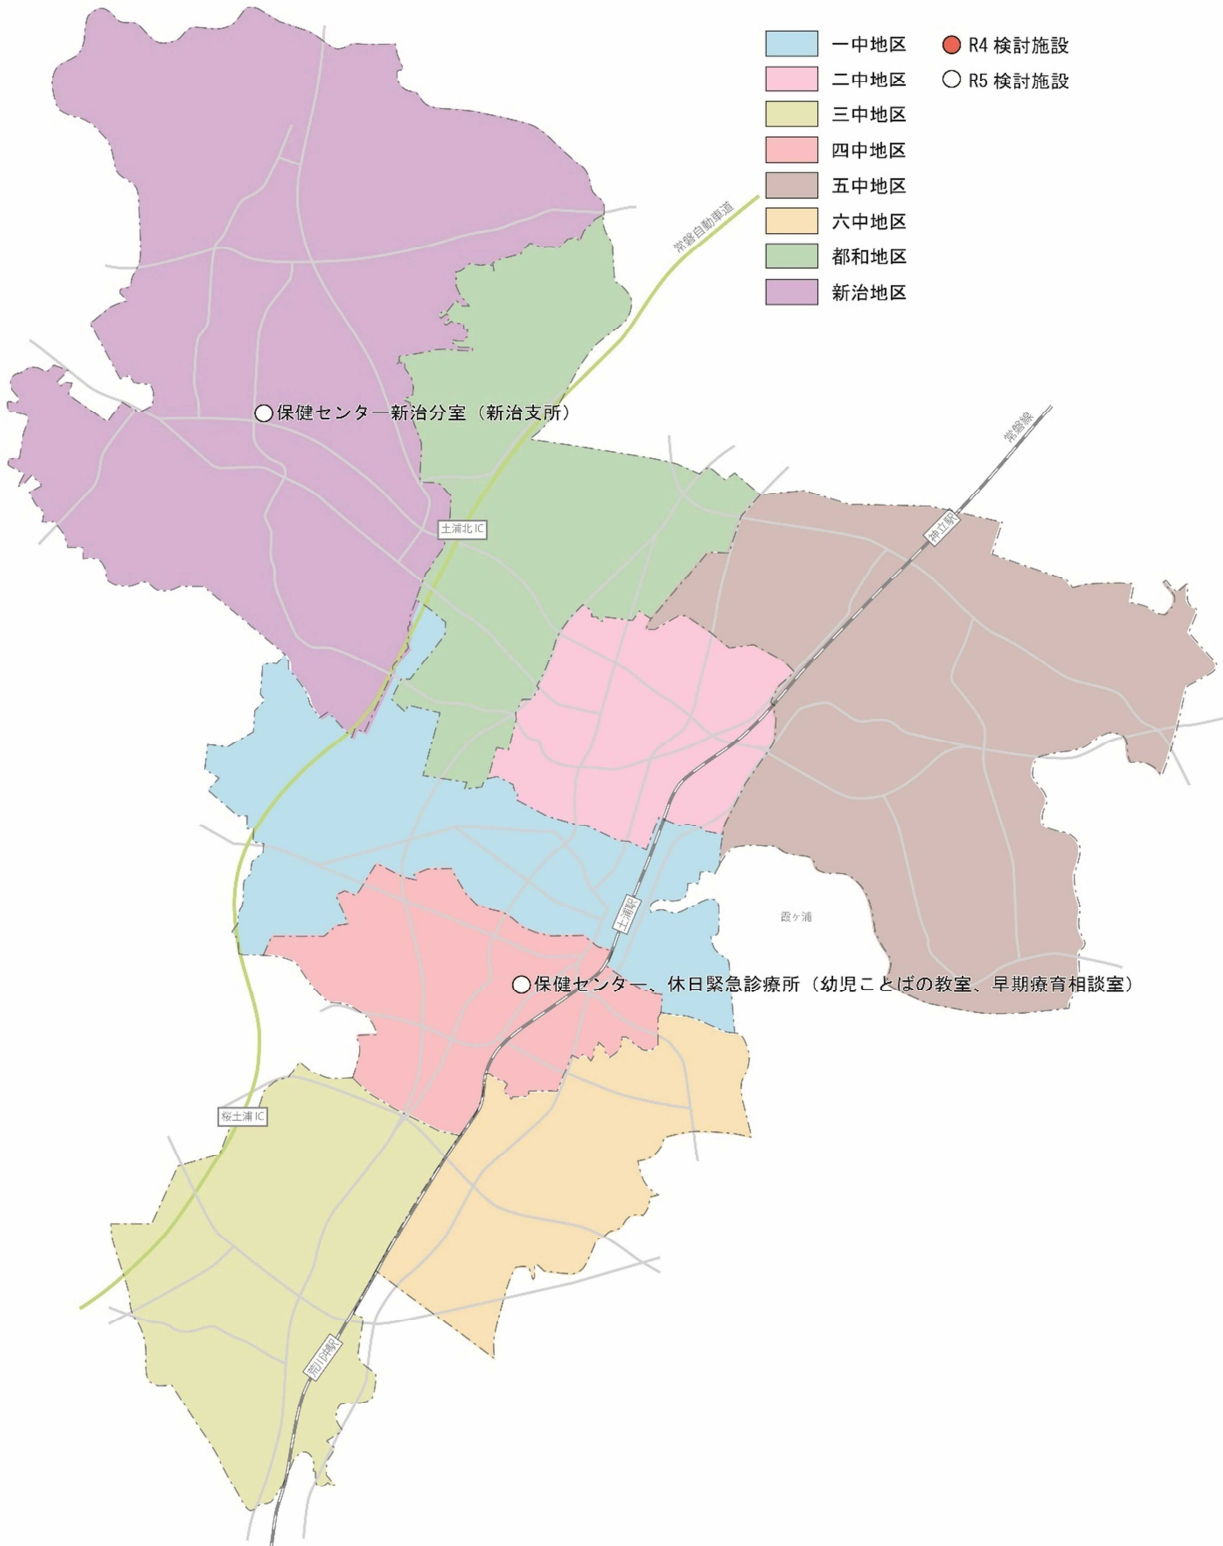 一中地区
二中地区
三中地区
四中地区
五中地区
六中地区
都和地区
新治地区
R4 検討施設
R5 検討施設
常磐自動車道
保健センター新治分室（新治支所）
常磐線
土浦北 IC
神立駅
土浦駅
霞ヶ浦
保健センター、休日緊急診療所（幼児ことばの教室、早期療育相談室）
桜土浦 IC
荒川沖駅